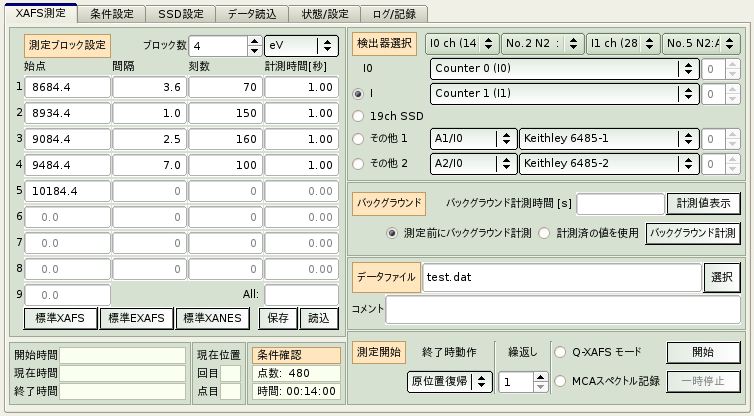 XAFS測定 条件設定 SSD設定 データ読込 状態/設定 ログ/記録
測定ブロック設定 ブロック数 4 eV
始点 間隔 刻数 計測時間[秒]
1 8684.4 3.6 70 1.00
2 8934.4 1.0 150 1.00
3 9084.4 2.5 160 1.00
4 9484.4 7.0 100 1.00
5 10184.4 0 0 0.00
6 0.0 0 0 0.00
7 0.0 0 0 0.00
8 0.0 0 0 0.00
9 0.0 All:
標準XAFS 標準EXAFS 標準XANES 保存 読込
開始時間
現在時間
終了時間
現在位置
回目
点目
条件確認
点数: 480
時間: 00:14:00
検出器選択 I0 ch (14 No.2 N2 : I1 ch (28 No.5 N2:A
I0 Counter 0 (I0) 0
I Counter 1 (I1) 0
19ch SSD
その他 1 A1/I0 Keithley 6485-1 0
その他 2 A2/I0 Keithley 6485-2 0
バックグラウンド バックグラウンド計測時間 [s] 計測値表示
測定前にバックグラウンド計測 計測済の値を使用 バックグラウンド計測
データファイル test.dat 選択
コメント
測定開始 終了時動作 繰返し Q-XAFS モード 開始
原位置復帰 1 MCAスペクトル記録 一時停止